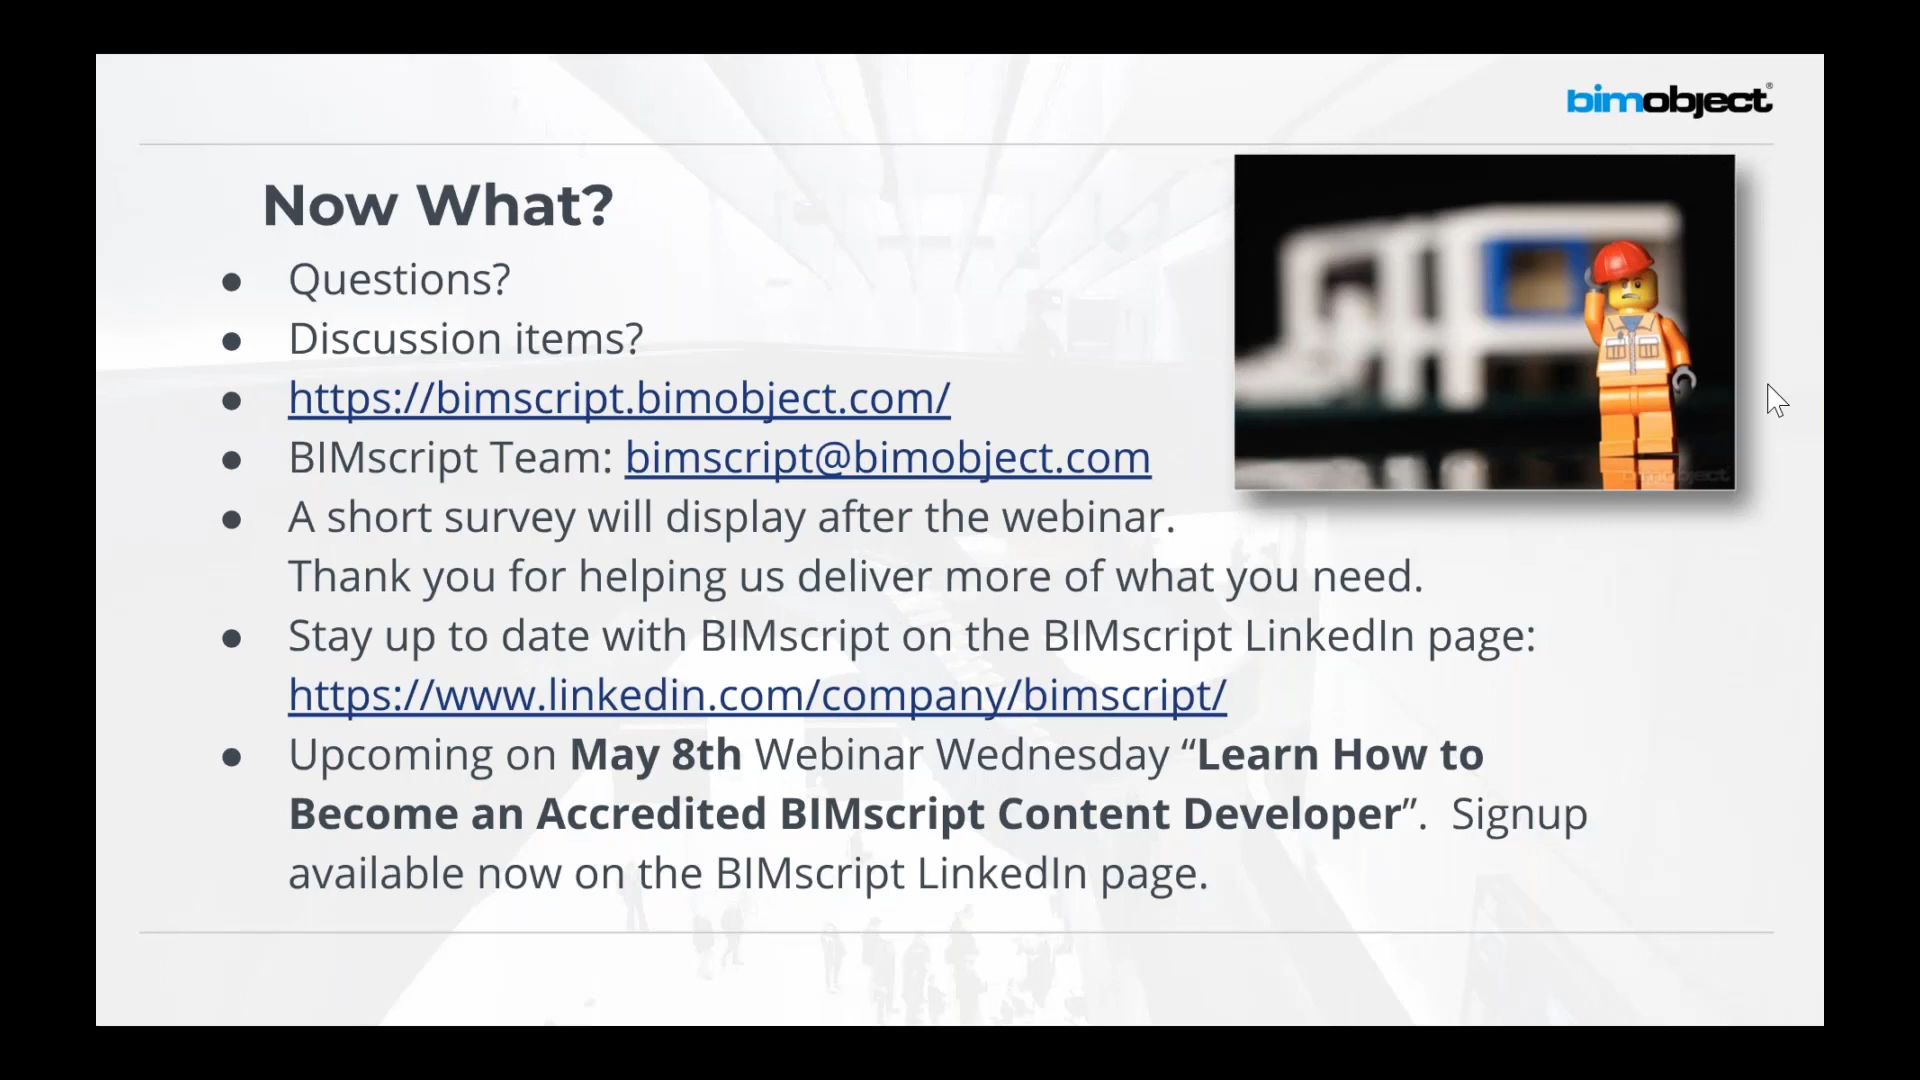 bimobject®
Now What?
● Questions?
● Discussion items?
● https://bimscript.bimobject.com/
● BIMscript Team: bimscript@bimobject.com
● A short survey will display after the webinar.
Thank you for helping us deliver more of what you need.
● Stay up to date with BIMscript on the BIMscript LinkedIn page:
https://www.linkedin.com/company/bimscript/
● Upcoming on May 8th Webinar Wednesday “Learn How to
Become an Accredited BIMscript Content Developer”.  Signup
available now on the BIMscript LinkedIn page.
bimobject